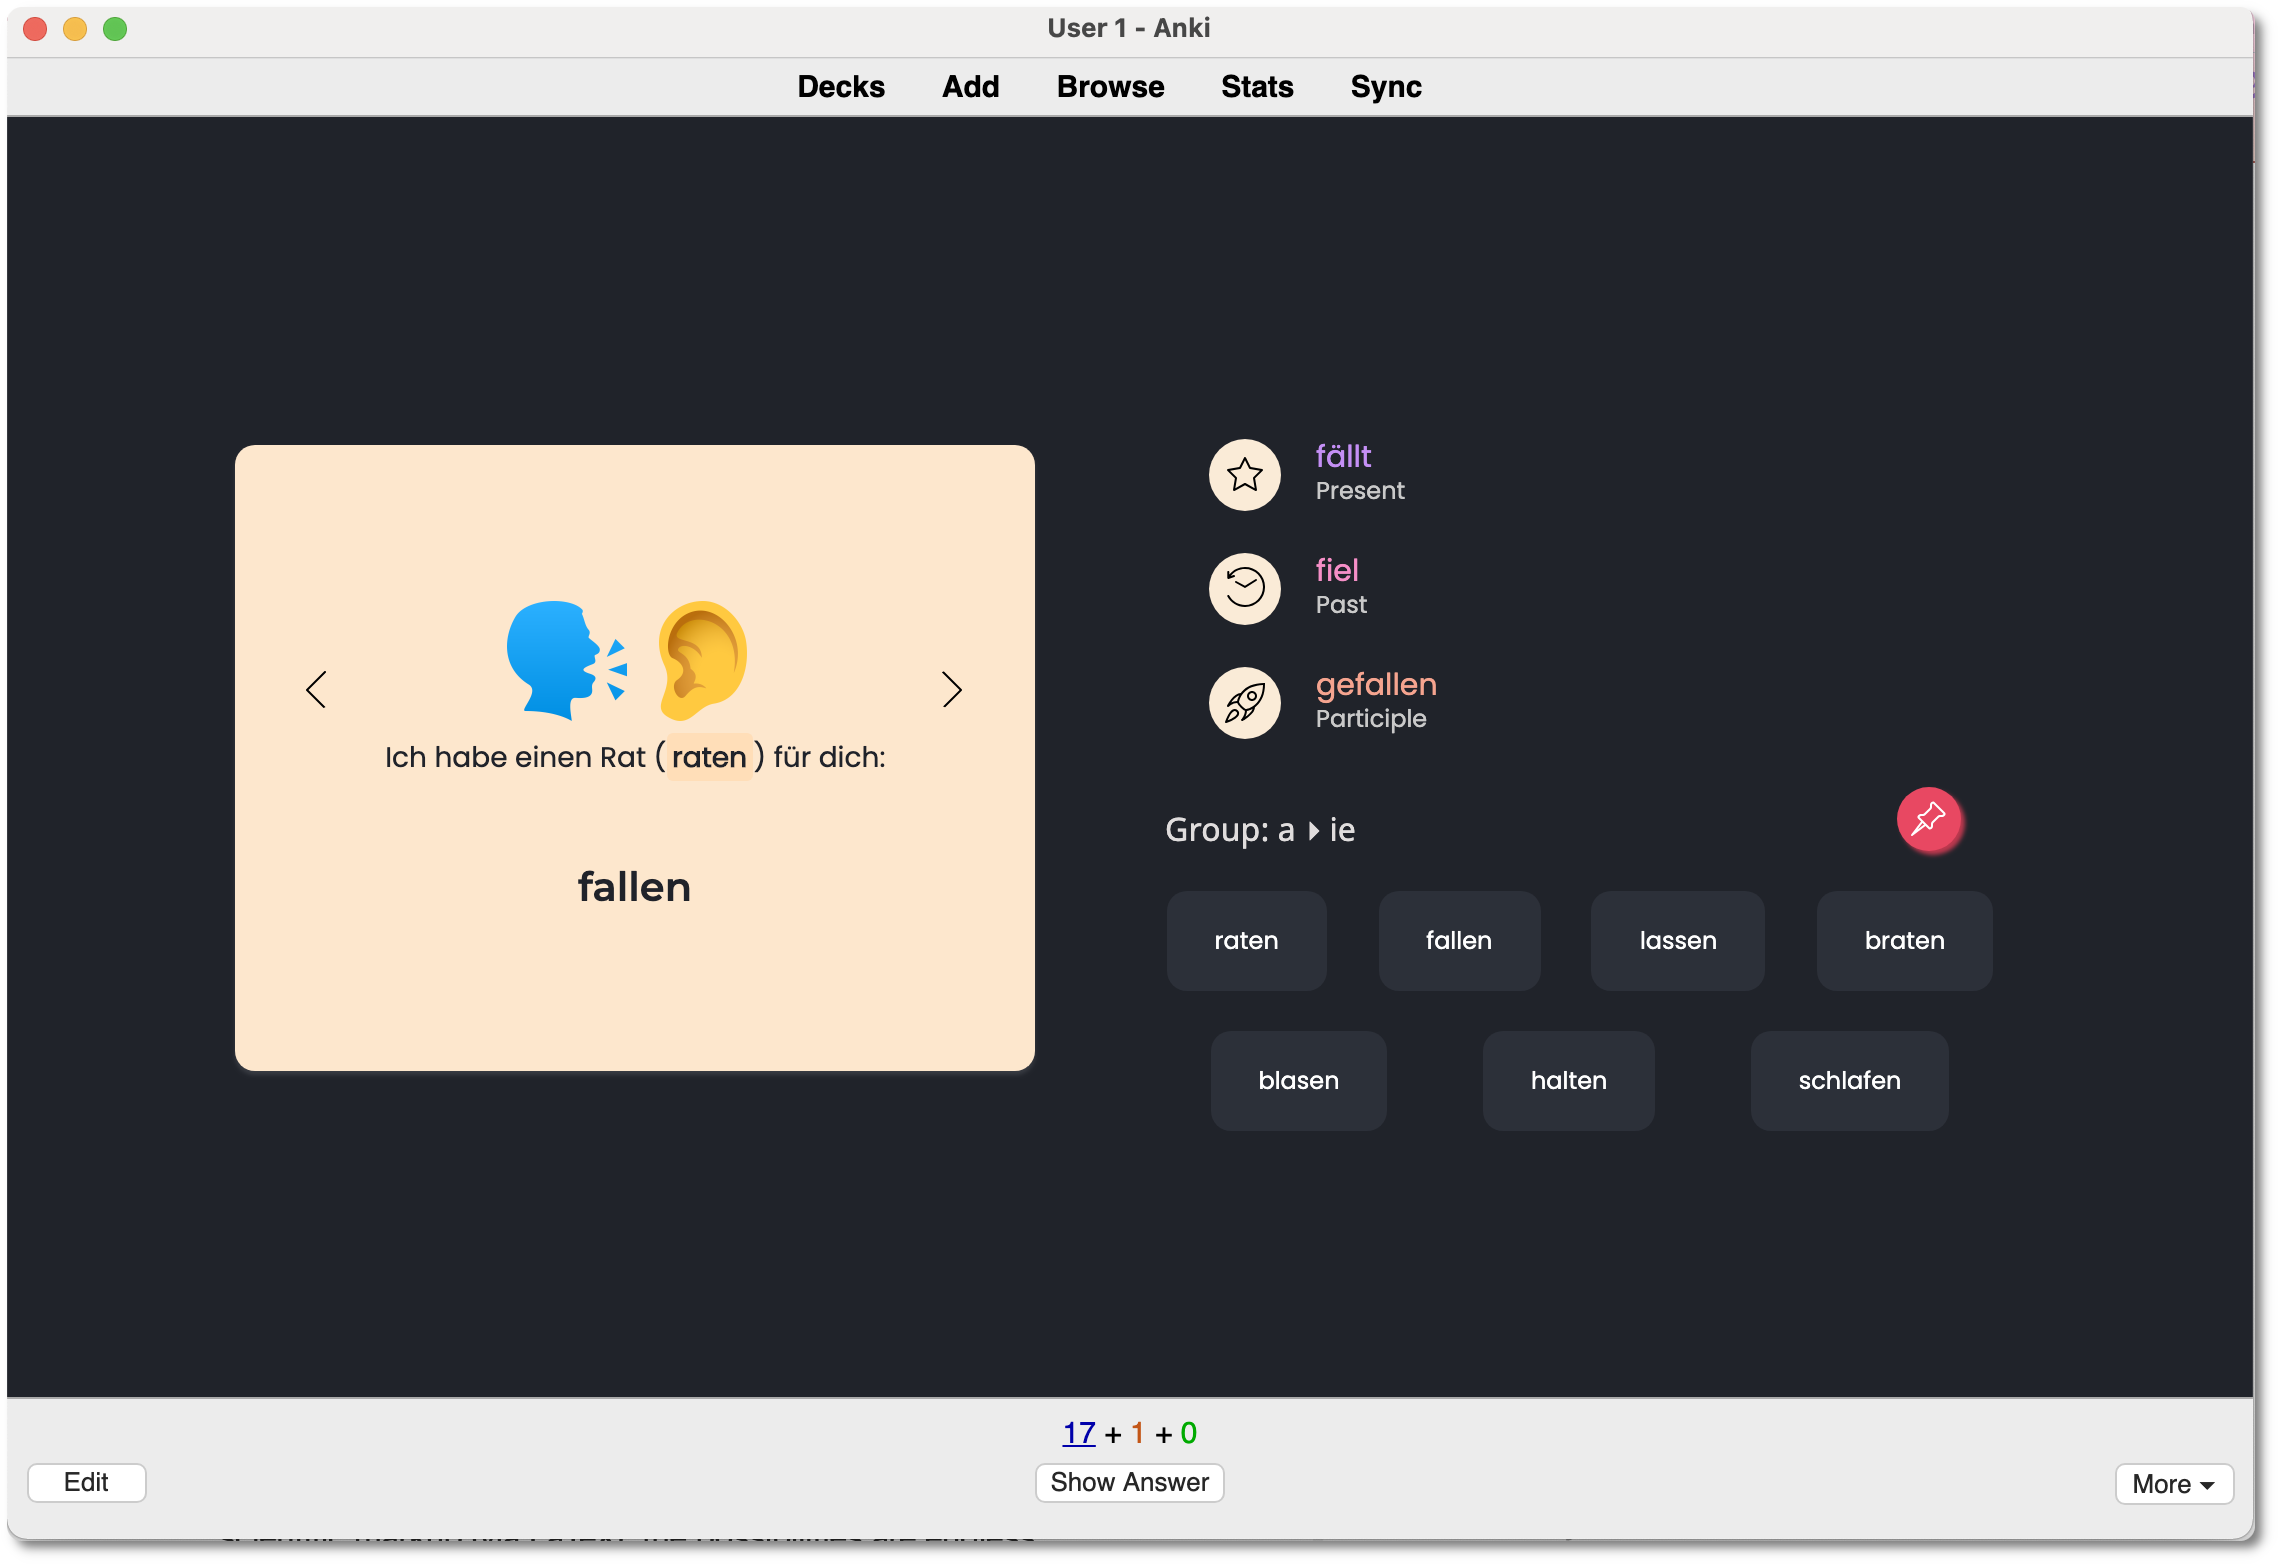 User 1 - Anki
Decks Add Browse Stats Sync
Ich habe einen Rat (raten) für dich:
fallen
fällt
Present
fiel
Past
gefallen
Participle
Group: a ▸ ie
raten fallen lassen braten
blasen halten schlafen
17 + 1 + 0
Edit Show Answer More